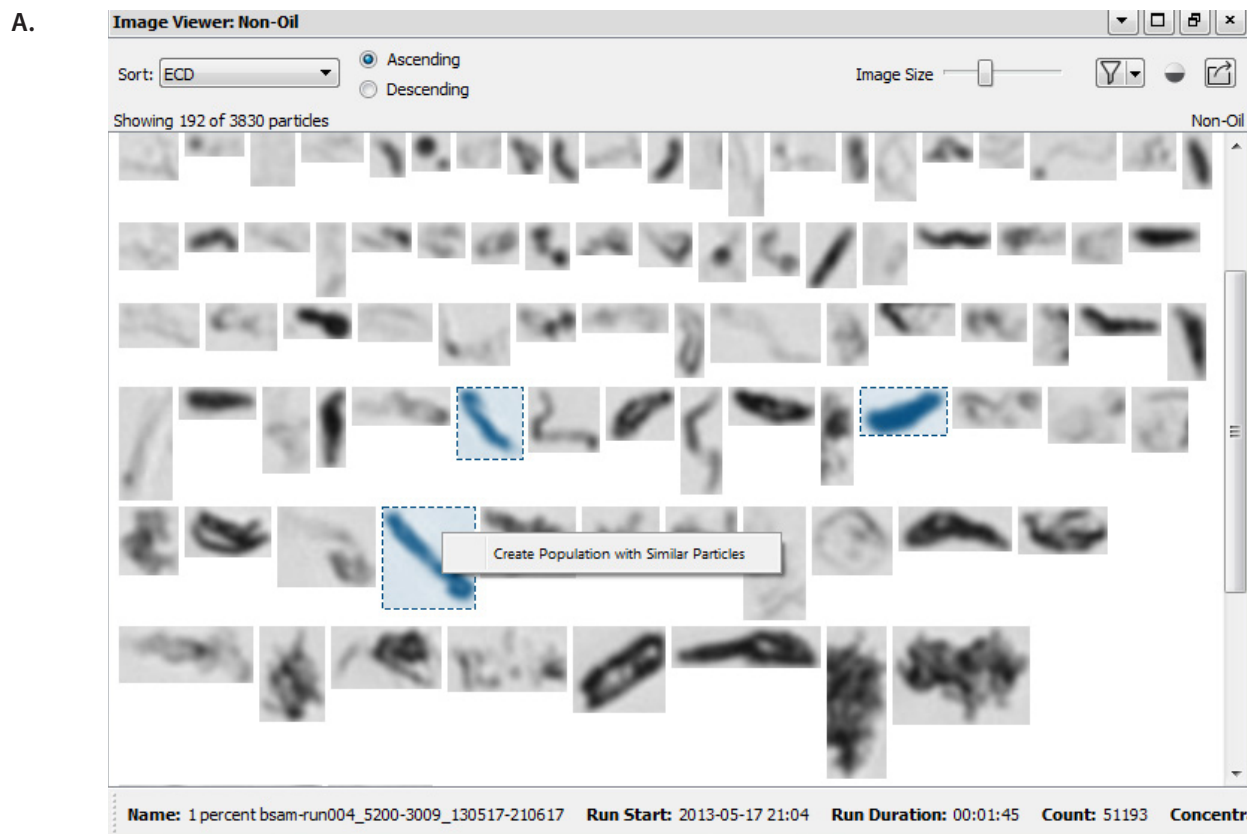 A.
Image Viewer: Non-Oil
Sort: ECD
Ascending
Descending
Image Size
Showing 192 of 3830 particles
Non-Oil
Create Population with Similar Particles
Name: 1 percent bsam-run004_5200-3009_130517-210617 Run Start: 2013-05-17 21:04 Run Duration: 00:01:45 Count: 51193 Concentr